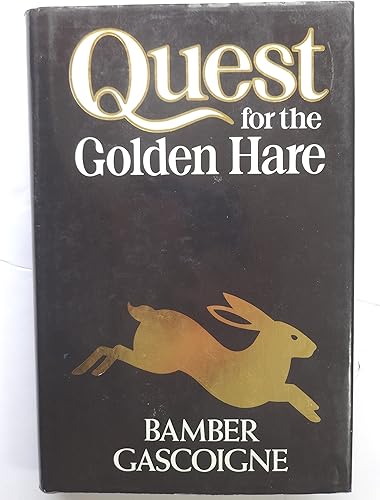 Quest
for the
Golden Hare
BAMBER
GASCOIGNE